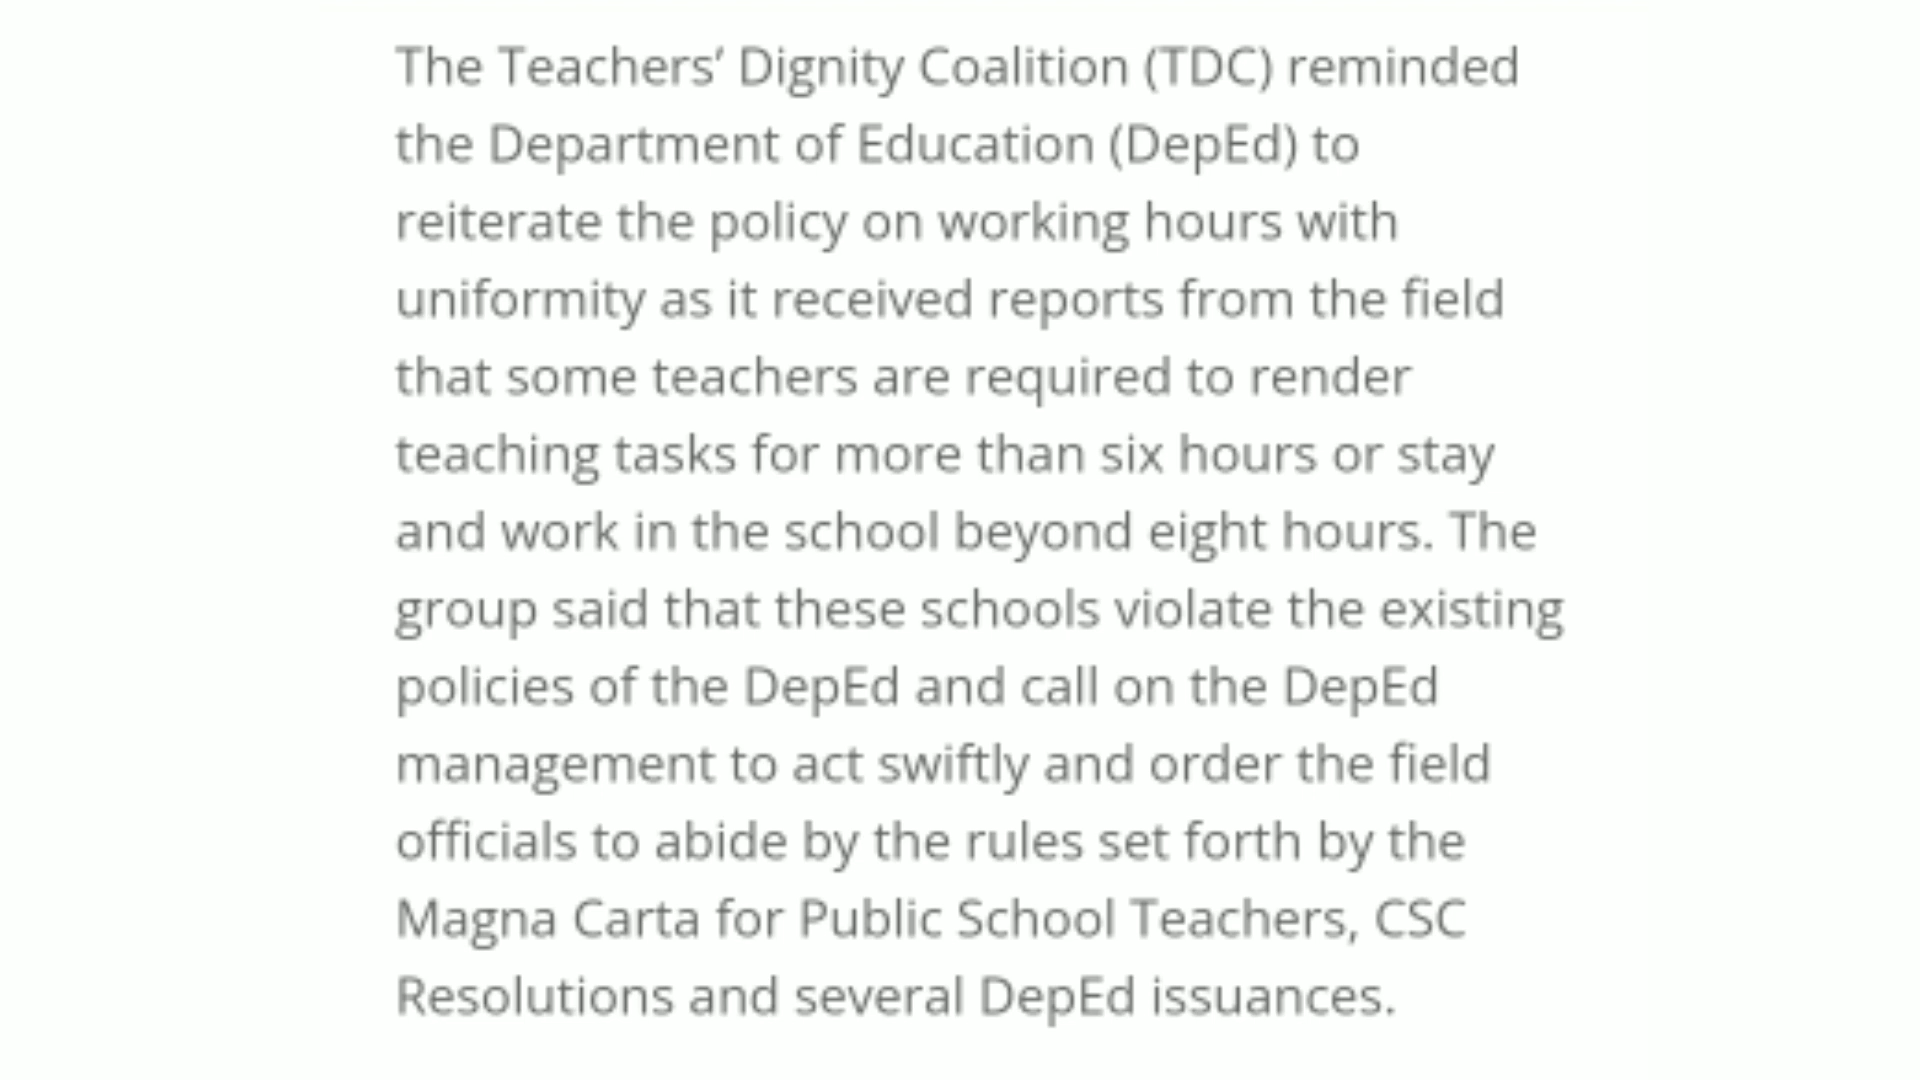 The Teachers’ Dignity Coalition (TDC) reminded
the Department of Education (DepEd) to
reiterate the policy on working hours with
uniformity as it received reports from the field
that some teachers are required to render
teaching tasks for more than six hours or stay
and work in the school beyond eight hours. The
group said that these schools violate the existing
policies of the DepEd and call on the DepEd
management to act swiftly and order the field
officials to abide by the rules set forth by the
Magna Carta for Public School Teachers, CSC
Resolutions and several DepEd issuances.